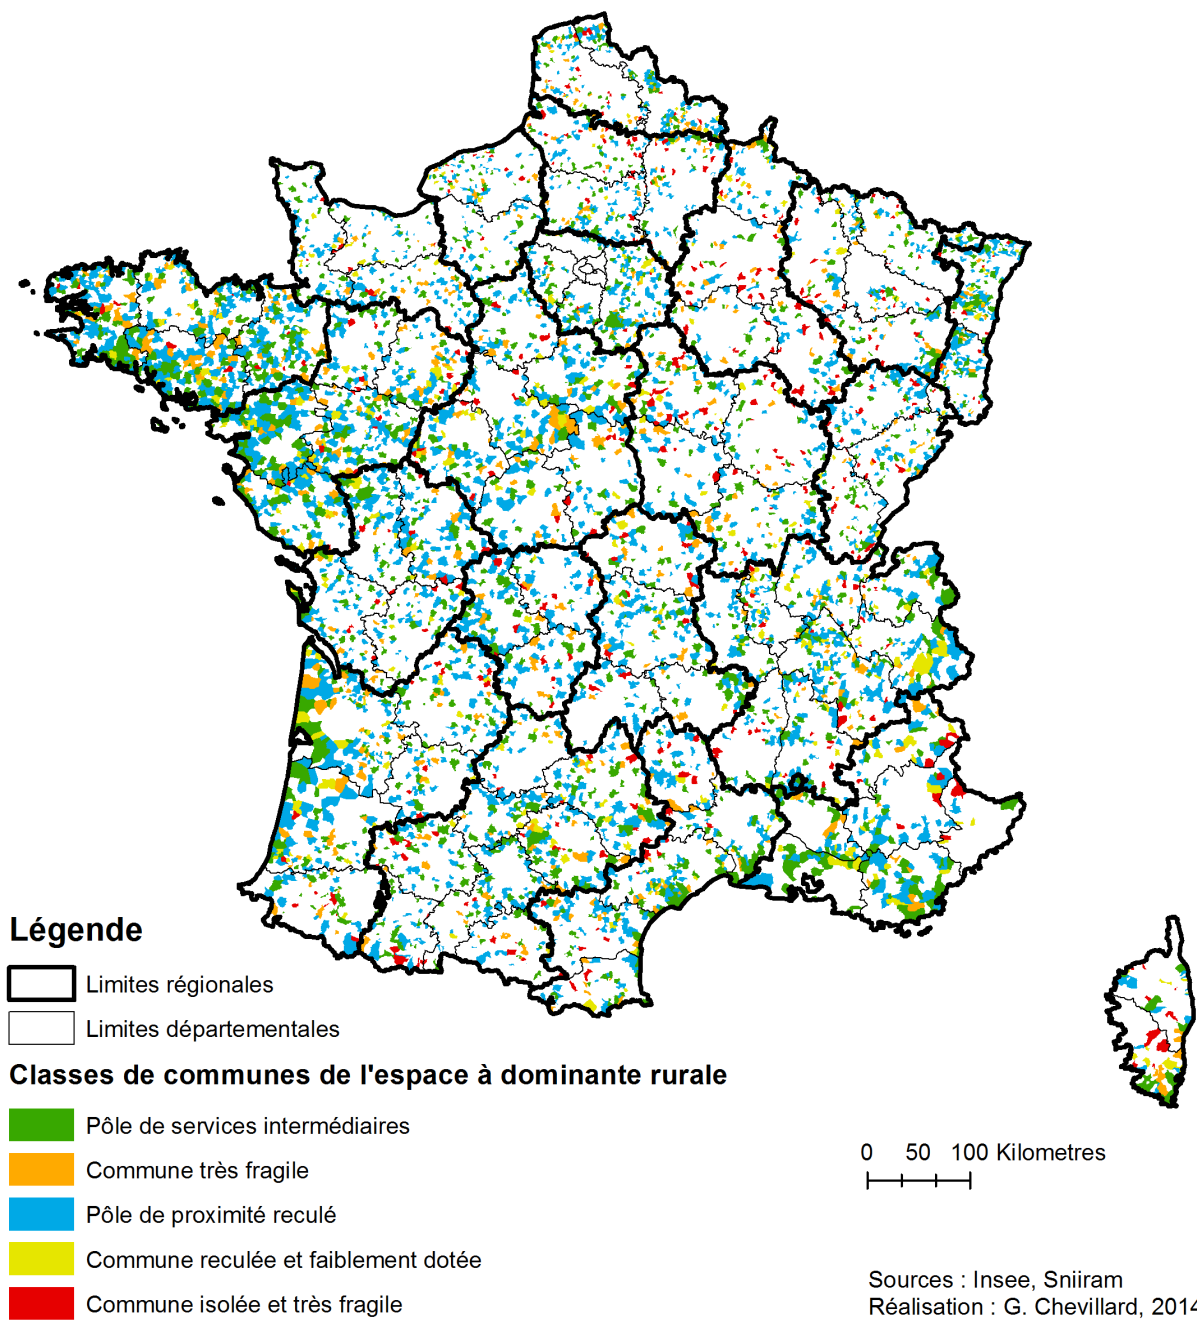 Légende
Limites régionales
Limites départementales
Classes de communes de l'espace à dominante rurale
Pôle de services intermédiaires
Commune très fragile
Pôle de proximité reculé
Commune reculée et faiblement dotée
Commune isolée et très fragile
0 50 100 Kilometres
Sources : Insee, Sniiram
Réalisation : G. Chevillard, 2014